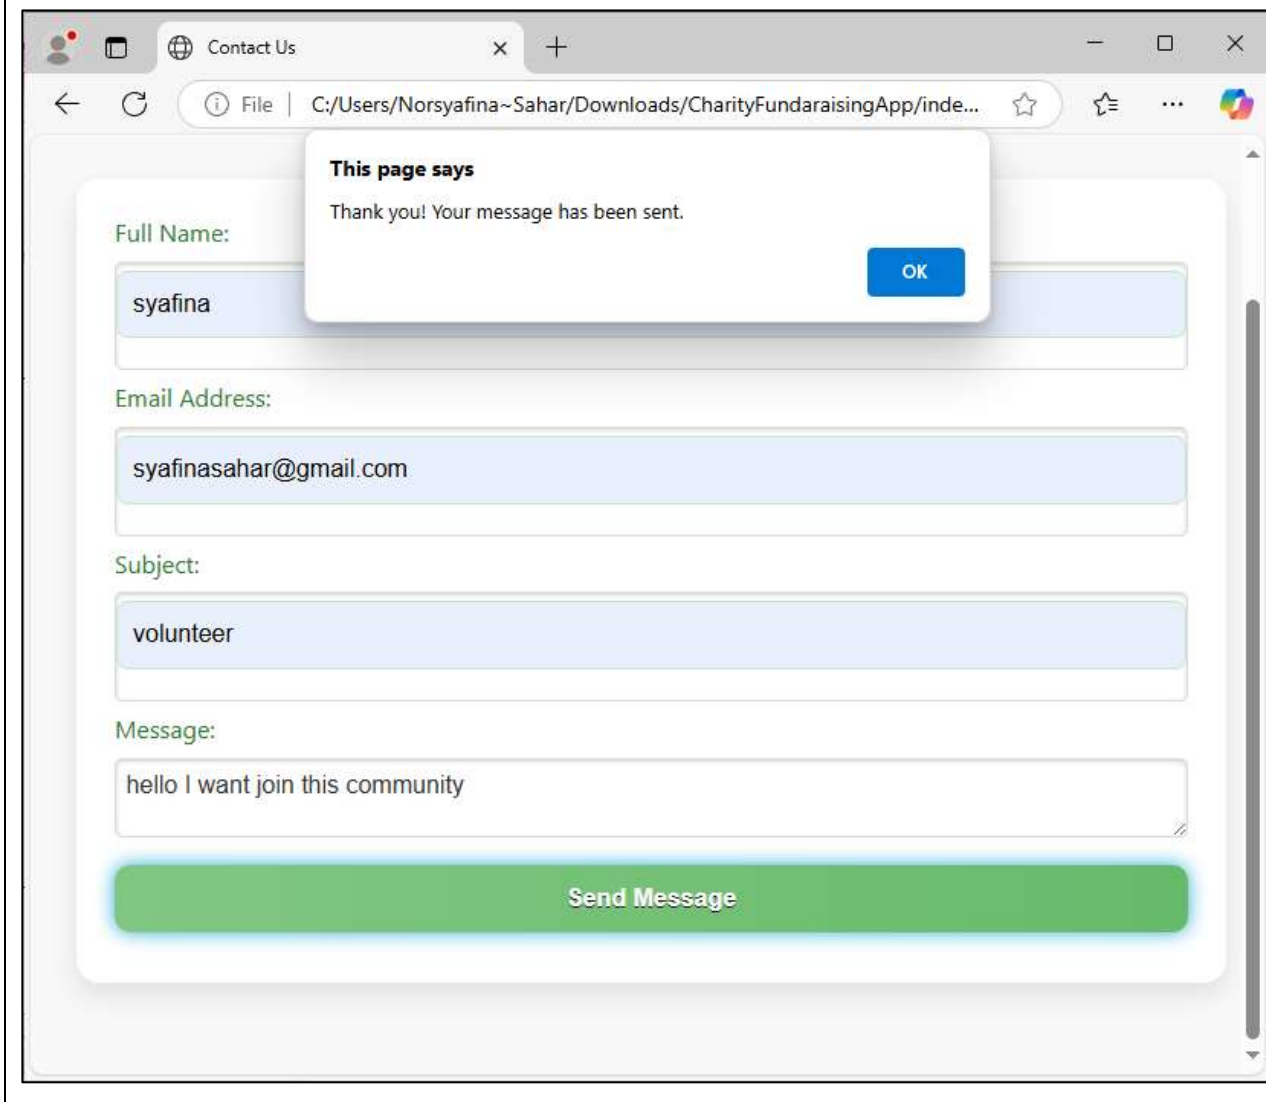 Contact Us
File
C:/Users/Norsyafina~Sahar/Downloads/CharityFundaraisingApp/inde...
This page says
Thank you! Your message has been sent.
OK
Full Name:
syafina
Email Address:
syafinasahar@gmail.com
Subject:
volunteer
Message:
hello I want join this community
Send Message